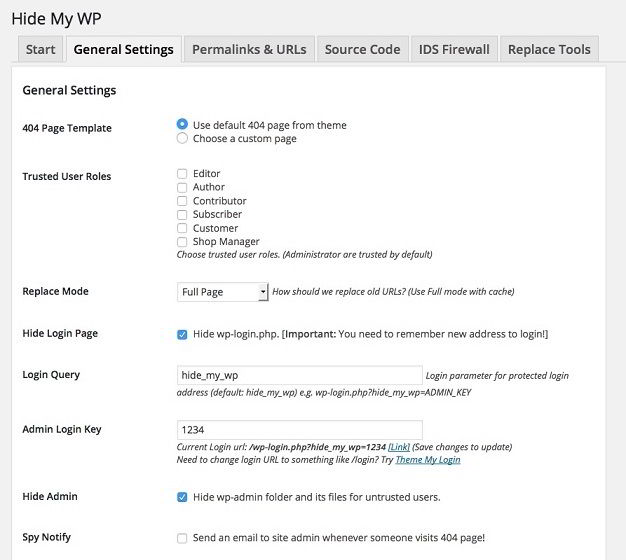 Hide My WP
Start General Settings Permalinks & URLs Source Code IDS Firewall Replace Tools
General Settings
404 Page Template
Use default 404 page from theme
Choose a custom page
Trusted User Roles
Editor
Author
Contributor
Subscriber
Customer
Shop Manager
Choose trusted user roles. (Administrator are trusted by default)
Replace Mode Full Page How should we replace old URLs? (Use Full mode with cache)
Hide Login Page Hide wp-login.php. [Important: You need to remember new address to login!]
Login Query hide_my_wp Login parameter for protected login
address (default: hide_my_wp) e.g. wp-login.php?hide_my_wp=ADMIN_KEY
Admin Login Key 1234
Current Login url: /wp-login.php?hide_my_wp=1234 [Link] (Save changes to update)
Need to change login URL to something like /login? Try Theme My Login
Hide Admin Hide wp-admin folder and its files for untrusted users.
Spy Notify Send an email to site admin whenever someone visits 404 page!